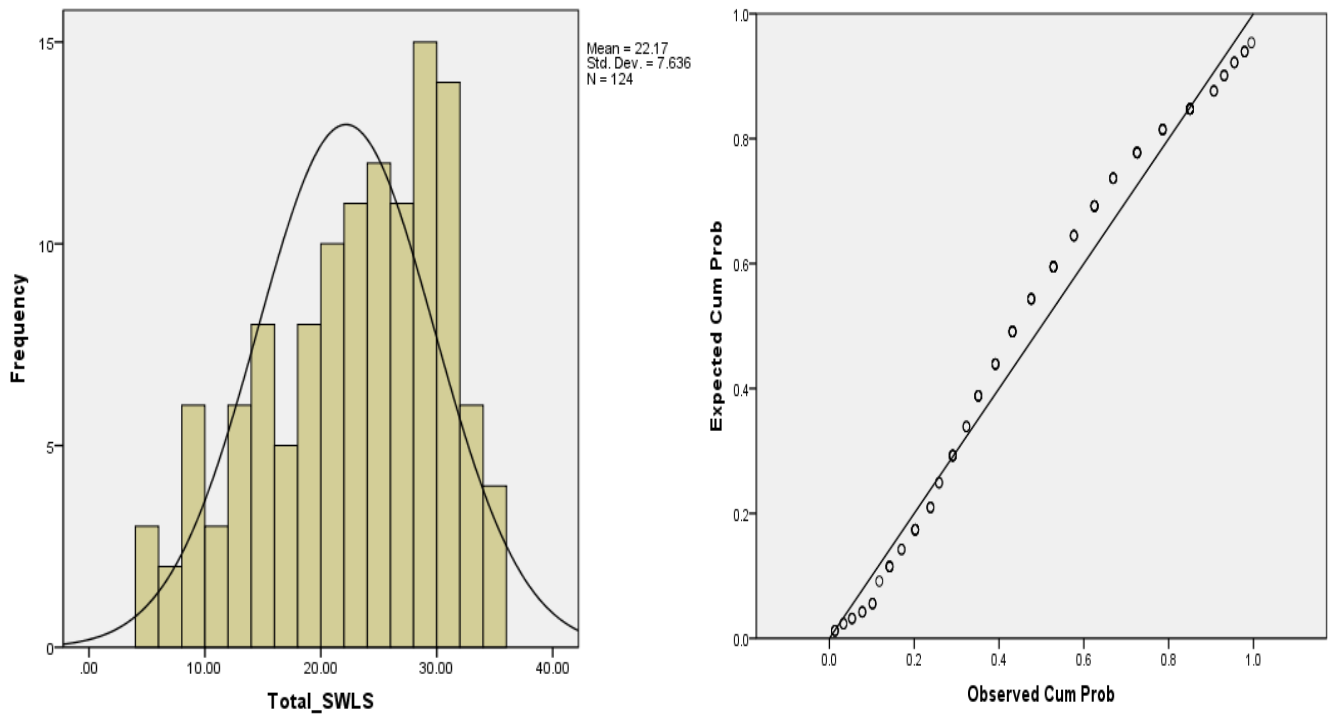 Mean = 22.17
Std. Dev. = 7.636
N = 124
15
10
5
0
Frequency
.00 10.00 20.00 30.00 40.00
Total_SWLS
1.0
0.8
0.6
0.4
0.2
0.0
Expected Cum Prob
0.0 0.2 0.4 0.6 0.8 1.0
Observed Cum Prob